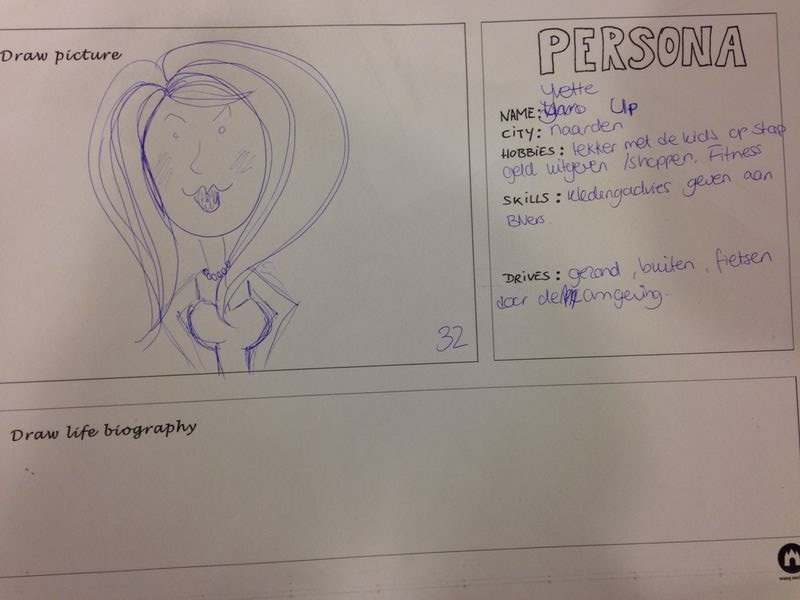 Draw picture
PERSONA
Yvette
NAME: Up
CITY: naarden
HOBBIES: lekker met de kids op stap
geld uitgeven /shoppen. Fitness
SKILLS: kledingadvies geven aan
BNers.
DRIVES: gezond, buiten, fietsen
door de omgeving.
32
Draw life biography